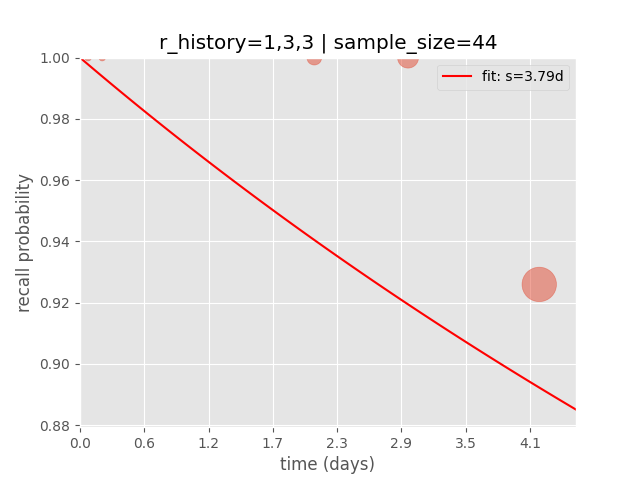 r_history=1,3,3 | sample_size=44
fit: s=3.79d
recall probability
1.00
0.98
0.96
0.94
0.92
0.90
0.88
0.0 0.6 1.2 1.7 2.3 2.9 3.5 4.1
time (days)